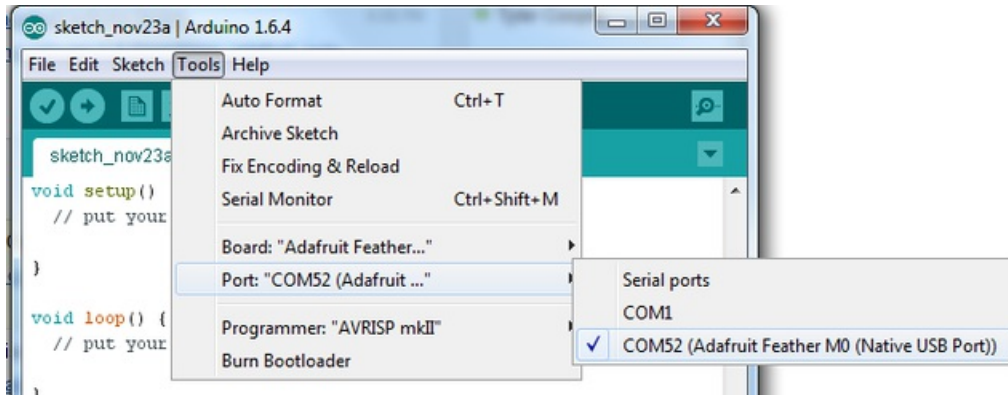 sketch_nov23a | Arduino 1.6.4
File Edit Sketch Tools Help
sketch_nov23a
void setup()
// put your
}
void loop() {
// put your
}
Auto Format Ctrl+T
Archive Sketch
Fix Encoding & Reload
Serial Monitor Ctrl+Shift+M
Board: "Adafruit Feather..."
Port: "COM52 (Adafruit ..."
Programmer: "AVRISP mkII"
Burn Bootloader
Serial ports
COM1
COM52 (Adafruit Feather M0 (Native USB Port))